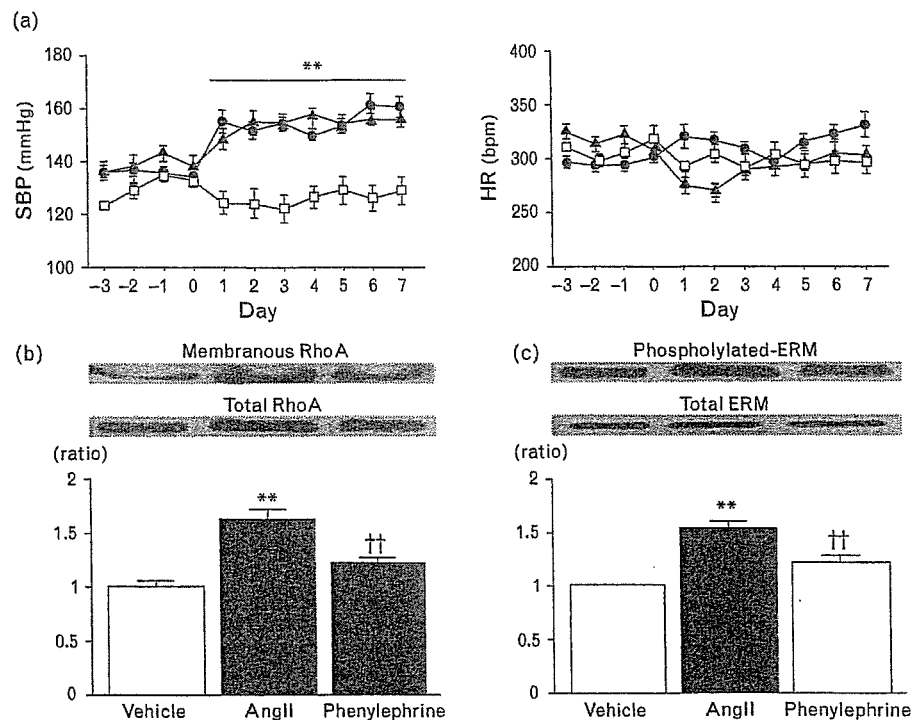 (a)
SBP (mmHg)
180
160
140
120
100
**
-3 -2 -1 0 1 2 3 4 5 6 7
Day
HR (bpm)
400
350
300
250
200
-3 -2 -1 0 1 2 3 4 5 6 7
Day
(b)
Membranous RhoA
Total RhoA
(ratio)
2
1.5
1
0.5
0
**
††
Vehicle AngII Phenylephrine
(c)
Phospholylated-ERM
Total ERM
(ratio)
2
1.5
1
0.5
0
**
††
Vehicle AngII Phenylephrine